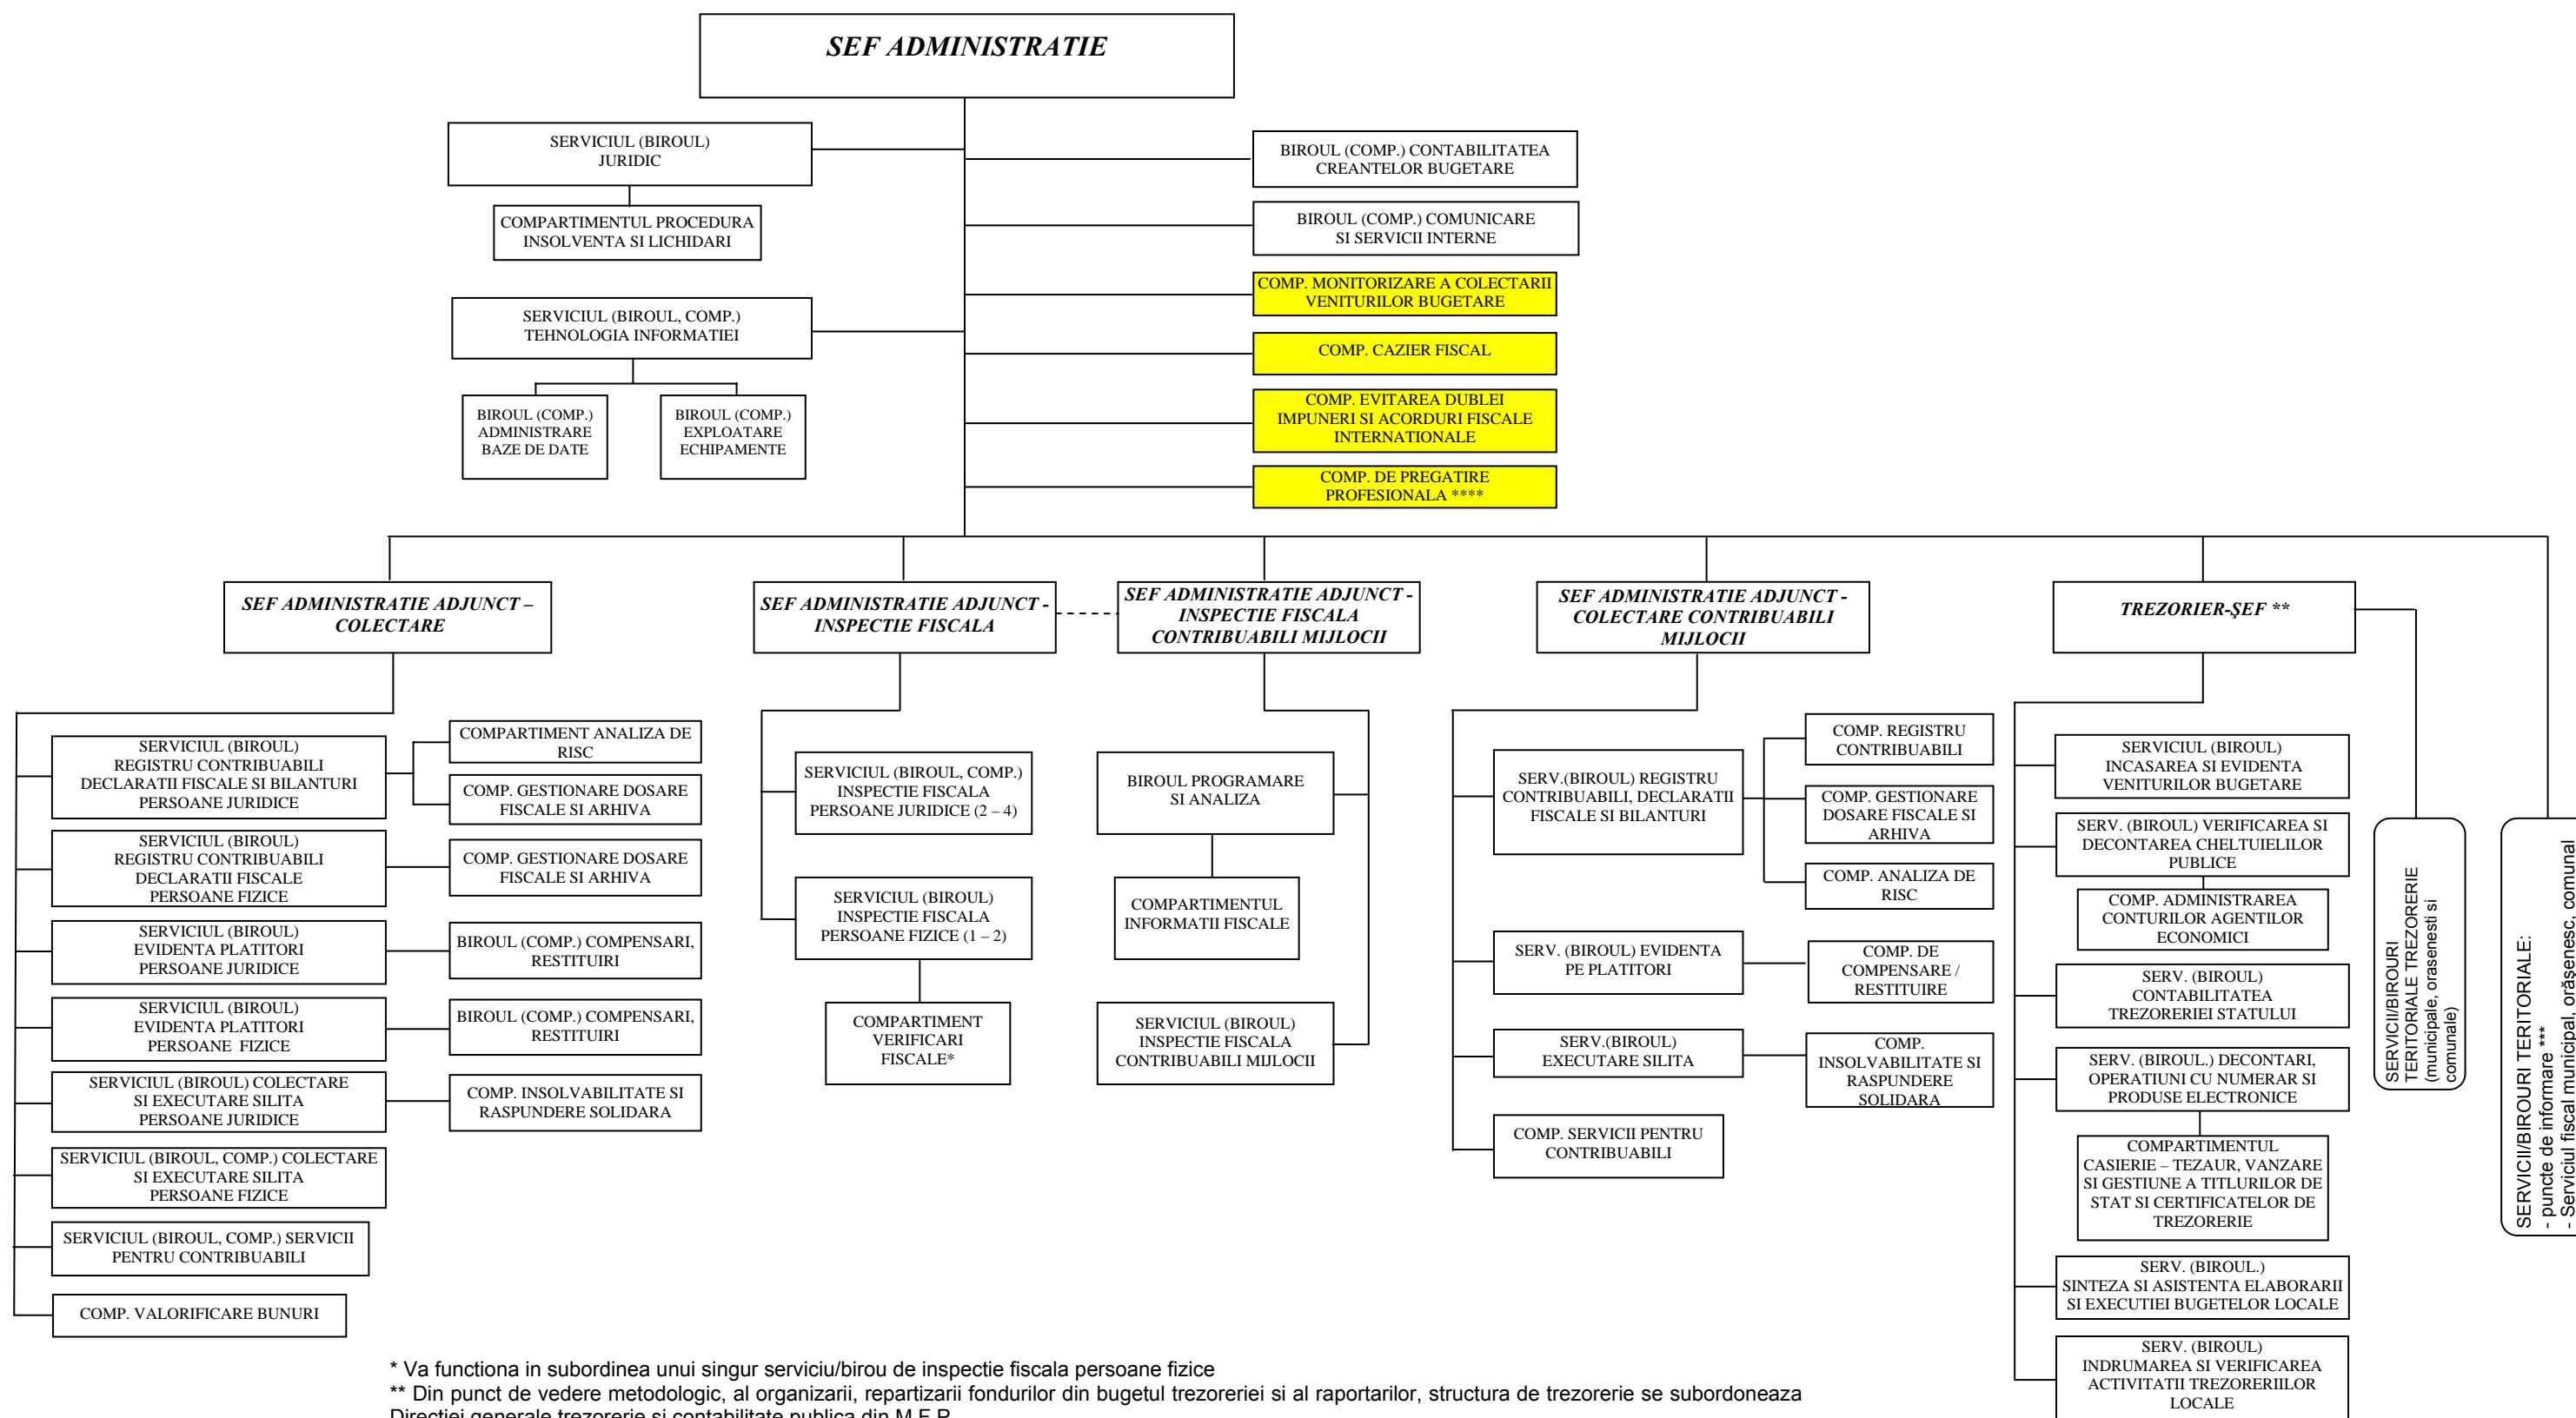 SEF ADMINISTRATIE
SERVICIUL (BIROUL)
JURIDIC
COMPARTIMENTUL PROCEDURA
INSOLVENTA SI LICHIDARI
SERVICIUL (BIROUL, COMP.)
TEHNOLOGIA INFORMATIEI
BIROUL (COMP.)
ADMINISTRARE
BAZE DE DATE
BIROUL (COMP.)
EXPLOATARE
ECHIPAMENTE
BIROUL (COMP.) CONTABILITATEA
CREANTELOR BUGETARE
BIROUL (COMP.) COMUNICARE
SI SERVICII INTERNE
COMP. MONITORIZARE A COLECTARII
VENITURILOR BUGETARE
COMP. CAZIER FISCAL
COMP. EVITAREA DUBLEI
IMPUNERI SI ACORDURI FISCALE
INTERNATIONALE
COMP. DE PREGATIRE
PROFESIONALA ****
SEF ADMINISTRATIE ADJUNCT –
COLECTARE
SERVICIUL (BIROUL)
REGISTRU CONTRIBUABILI
DECLARATII FISCALE SI BILANTURI
PERSOANE JURIDICE
COMPARTIMENT ANALIZA DE
RISC
COMP. GESTIONARE DOSARE
FISCALE SI ARHIVA
SERVICIUL (BIROUL)
REGISTRU CONTRIBUABILI
DECLARATII FISCALE
PERSOANE FIZICE
COMP. GESTIONARE DOSARE
FISCALE SI ARHIVA
SERVICIUL (BIROUL)
EVIDENTA PLATITORI
PERSOANE JURIDICE
BIROUL (COMP.) COMPENSARI,
RESTITUIRI
SERVICIUL (BIROUL)
EVIDENTA PLATITORI
PERSOANE FIZICE
BIROUL (COMP.) COMPENSARI,
RESTITUIRI
SERVICIUL (BIROUL) COLECTARE
SI EXECUTARE SILITA
PERSOANE JURIDICE
COMP. INSOLVABILITATE SI
RASPUNDERE SOLIDARA
SERVICIUL (BIROUL, COMP.) COLECTARE
SI EXECUTARE SILITA
PERSOANE FIZICE
SERVICIUL (BIROUL, COMP.) SERVICII
PENTRU CONTRIBUABILI
COMP. VALORIFICARE BUNURI
SEF ADMINISTRATIE ADJUNCT -
INSPECTIE FISCALA
SERVICIUL (BIROUL, COMP.)
INSPECTIE FISCALA
PERSOANE JURIDICE (2 – 4)
SERVICIUL (BIROUL)
INSPECTIE FISCALA
PERSOANE FIZICE (1 – 2)
COMPARTIMENT
VERIFICARI
FISCALE*
SEF ADMINISTRATIE ADJUNCT -
INSPECTIE FISCALA
CONTRIBUABILI MIJLOCII
BIROUL PROGRAMARE
SI ANALIZA
COMPARTIMENTUL
INFORMATII FISCALE
SERVICIUL (BIROUL)
INSPECTIE FISCALA
CONTRIBUABILI MIJLOCII
SEF ADMINISTRATIE ADJUNCT -
COLECTARE CONTRIBUABILI
MIJLOCII
SERV.(BIROUL) REGISTRU
CONTRIBUABILI, DECLARATII
FISCALE SI BILANTURI
COMP. REGISTRU
CONTRIBUABILI
COMP. GESTIONARE
DOSARE FISCALE SI
ARHIVA
COMP. ANALIZA DE
RISC
SERV. (BIROUL) EVIDENTA
PE PLATITORI
COMP. DE
COMPENSARE /
RESTITUIRE
SERV.(BIROUL)
EXECUTARE SILITA
COMP.
INSOLVABILITATE SI
RASPUNDERE
SOLIDARA
COMP. SERVICII PENTRU
CONTRIBUABILI
TREZORIER-ŞEF **
SERVICIUL (BIROUL)
INCASAREA SI EVIDENTA
VENITURILOR BUGETARE
SERV. (BIROUL) VERIFICAREA SI
DECONTAREA CHELTUIELILOR
PUBLICE
COMP. ADMINISTRAREA
CONTURILOR AGENTILOR
ECONOMICI
SERV. (BIROUL)
CONTABILITATEA
TREZORERIEI STATULUI
SERV. (BIROUL.) DECONTARI,
OPERATIUNI CU NUMERAR SI
PRODUSE ELECTRONICE
COMPARTIMENTUL
CASIERIE – TEZAUR, VANZARE
SI GESTIUNE A TITLURILOR DE
STAT SI CERTIFICATELOR DE
TREZORERIE
SERV. (BIROUL.)
SINTEZA SI ASISTENTA ELABORARII
SI EXECUTIEI BUGETELOR LOCALE
SERV. (BIROUL)
INDRUMAREA SI VERIFICAREA
ACTIVITATII TREZORERIILOR
LOCALE
SERVICII/BIROURI
TERITORIALE TREZORERIE
(municipale, orasenesti si
comunale)
SERVICII/BIROURI TERITORIALE:
- puncte de informare ***
- Serviciul fiscal municipal, orăşenesc, comunal
* Va functiona in subordinea unui singur serviciu/birou de inspectie fiscala persoane fizice
** Din punct de vedere metodologic, al organizarii, repartizarii fondurilor din bugetul trezoreriei si al raportarilor, structura de trezorerie se subordoneaza
Directiei generale trezorerie si contabilitate publica din M.F.P.